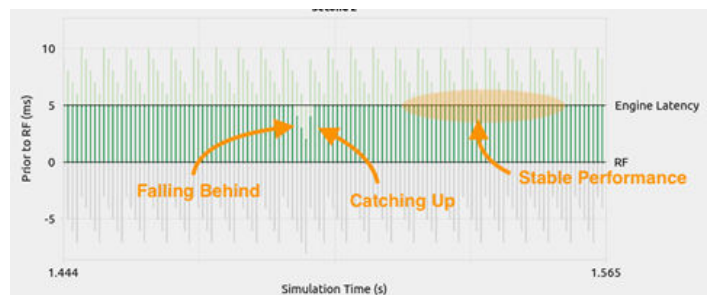 10
5
Engine Latency
Prior to RF (ms)
0
RF
Falling Behind
Catching Up
Stable Performance
-5
1.444
1.565
Simulation Time (s)